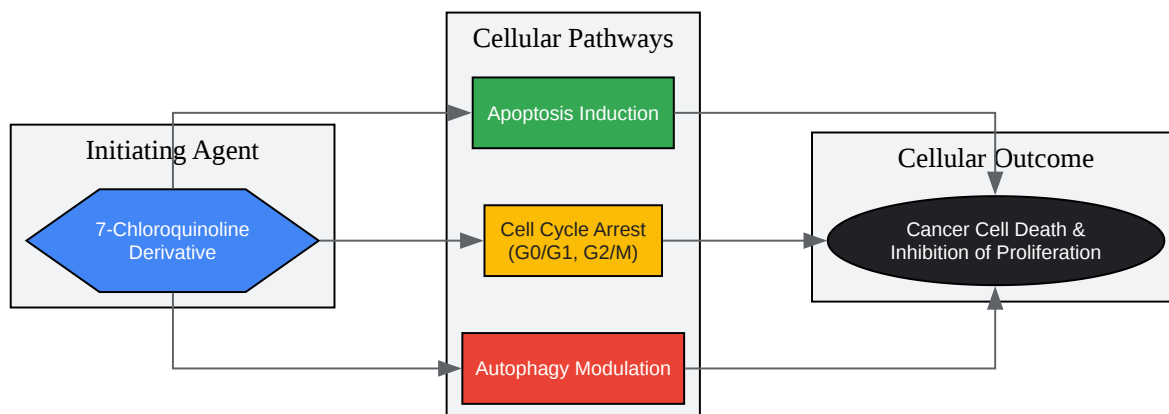 Initiating Agent
7-Chloroquinoline
Derivative
Cellular Pathways
Apoptosis Induction
Cell Cycle Arrest
(G0/G1, G2/M)
Autophagy Modulation
Cellular Outcome
Cancer Cell Death &
Inhibition of Proliferation